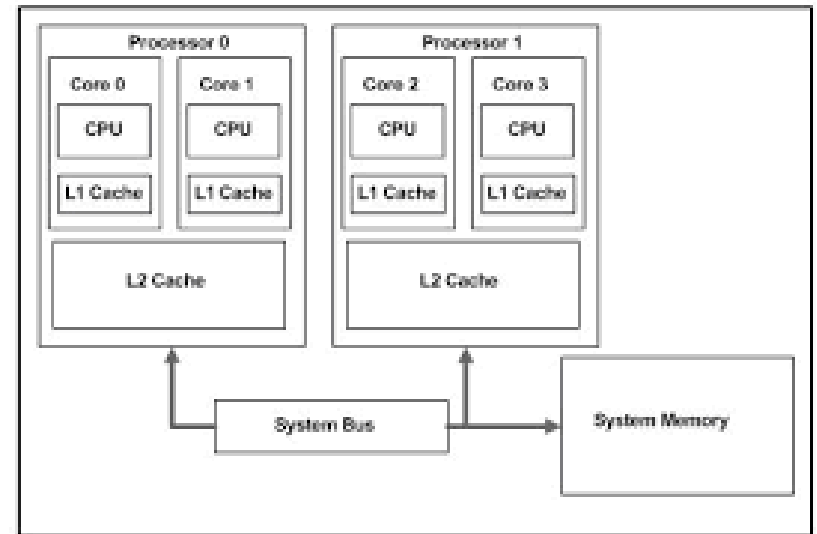 Processor 0
Processor 1
Core 0
Core 1
Core 2
Core 3
CPU
CPU
CPU
CPU
L1 Cache
L1 Cache
L1 Cache
L1 Cache
L2 Cache
L2 Cache
System Bus
System Memory